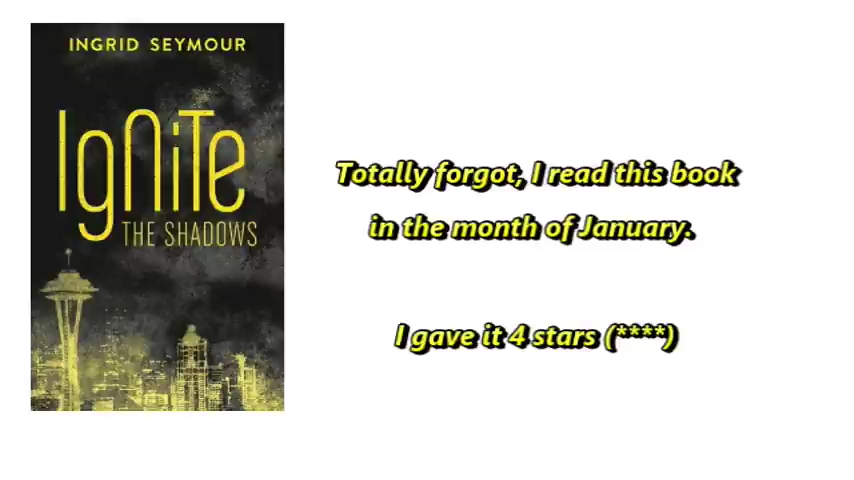 INGRID SEYMOUR
IgNiTe
THE SHADOWS
Totally forgot, I read this book
in the month of January.
I gave it 4 stars (****)